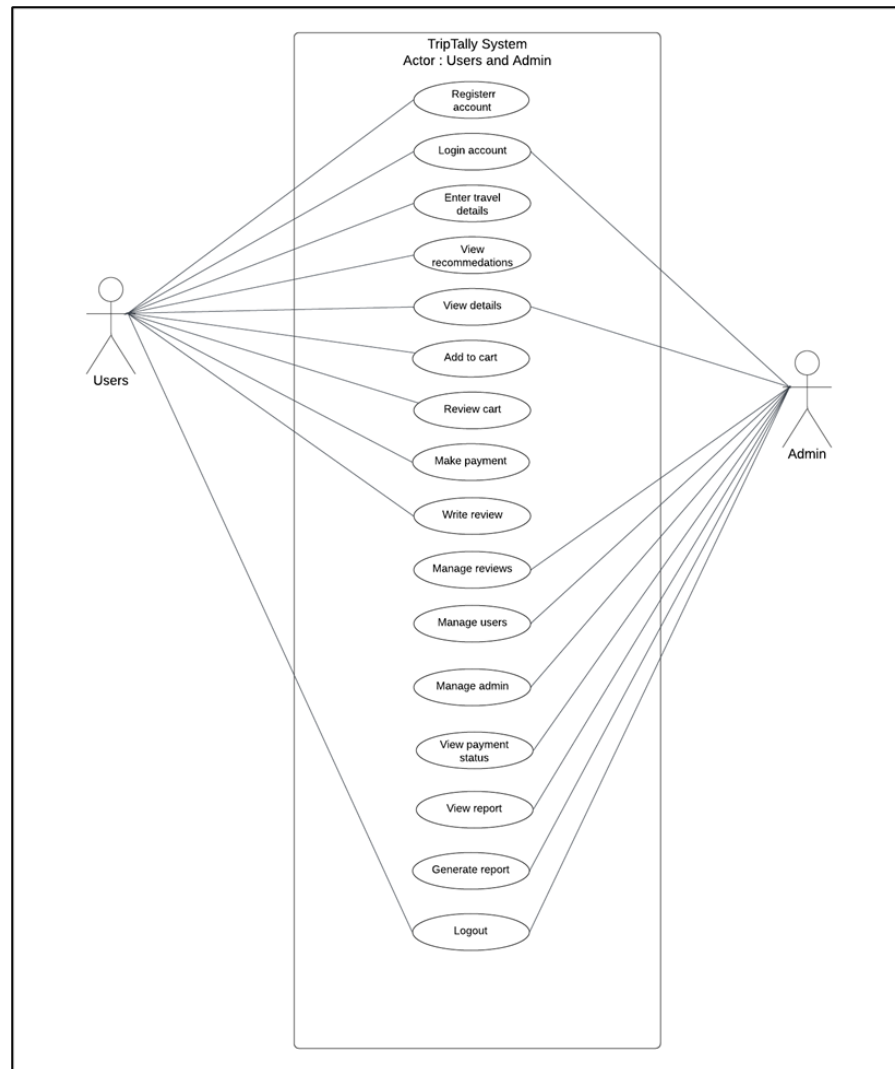 TripTally System
Actor : Users and Admin
Registerr
account
Login account
Enter travel
details
View
recommedations
View details
Add to cart
Review cart
Make payment
Write review
Manage reviews
Manage users
Manage admin
View payment
status
View report
Generate report
Logout
Users
Admin